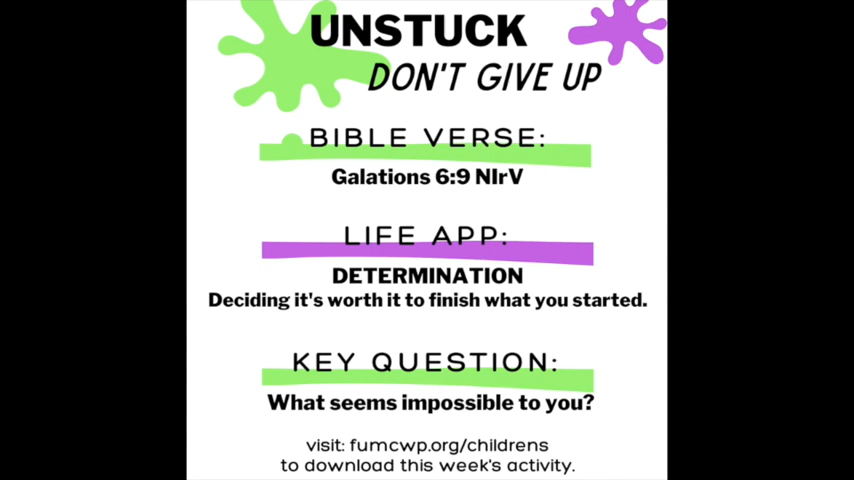 UNSTUCK
DON'T GIVE UP
BIBLE VERSE:
Galations 6:9 NIrV
LIFE APP:
DETERMINATION
Deciding it's worth it to finish what you started.
KEY QUESTION:
What seems impossible to you?
visit: fumcwp.org/childrens
to download this week's activity.